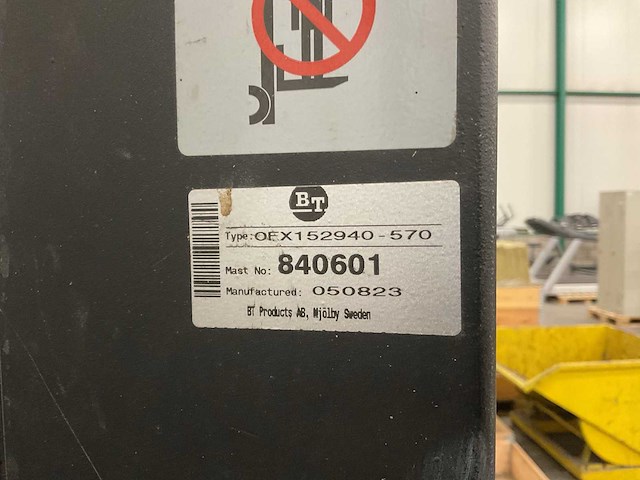 BT
Type: OEX152940-570
Mast No: 840601
Manufactured: 050823
BT Products AB, Mjölby Sweden